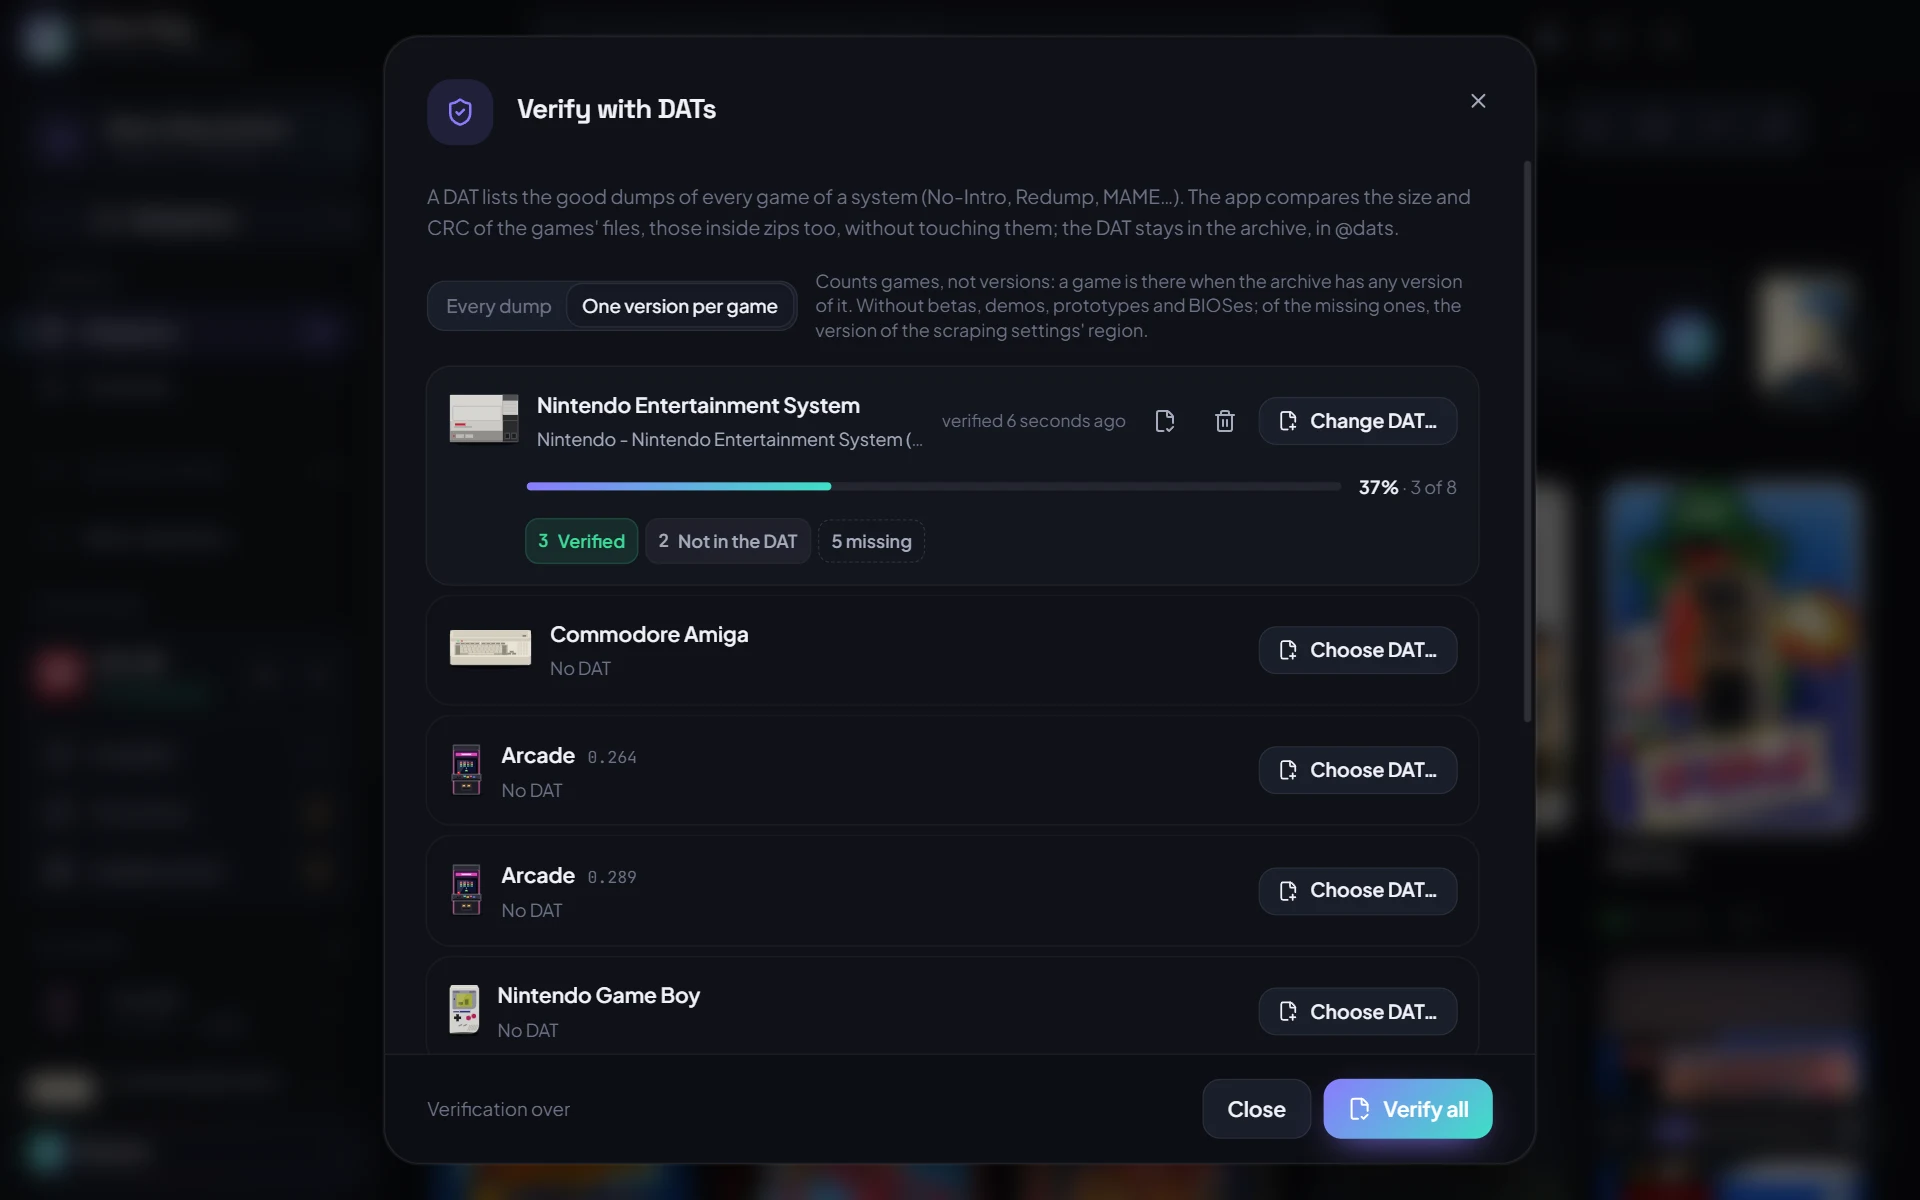 Verify with DATs
A DAT lists the good dumps of every game of a system (No-Intro, Redump, MAME...). The app compares the size and
CRC of the games' files, those inside zips too, without touching them; the DAT stays in the archive, in @dats.
Every dump
One version per game
Counts games, not versions: a game is there when the archive has any version
of it. Without betas, demos, prototypes and BIOSes; of the missing ones, the
version of the scraping settings' region.
Nintendo Entertainment System
Nintendo - Nintendo Entertainment System (...
verified 6 seconds ago
Change DAT...
37% · 3 of 8
3 Verified
2 Not in the DAT
5 missing
Commodore Amiga
No DAT
Choose DAT...
Arcade 0.264
No DAT
Choose DAT...
Arcade 0.289
No DAT
Choose DAT...
Nintendo Game Boy
No DAT
Choose DAT...
Verification over
Close
Verify all